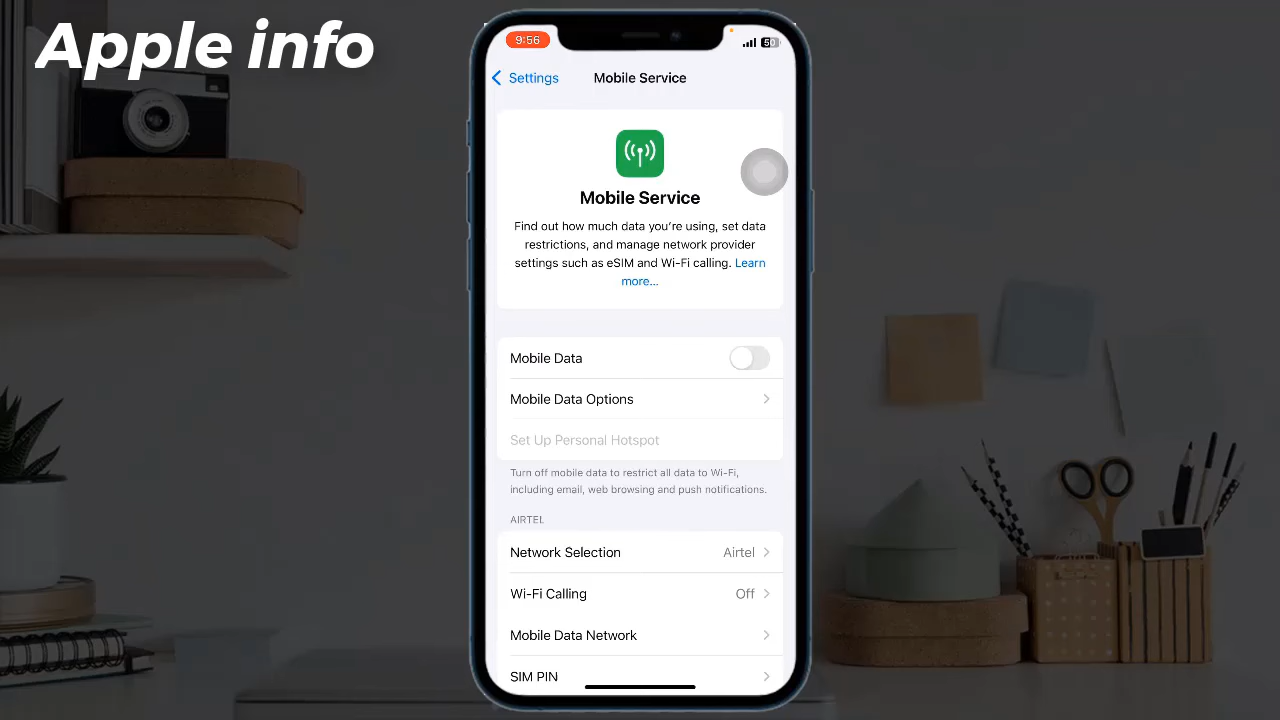 Apple info
9:56
50
Settings
Mobile Service
Mobile Service
Find out how much data you're using, set data
restrictions, and manage network provider
settings such as eSIM and Wi-Fi calling. Learn
more...
Mobile Data
Mobile Data Options
Set Up Personal Hotspot
Turn off mobile data to restrict all data to Wi-Fi,
including email, web browsing and push notifications.
AIRTEL
Network Selection Airtel
Wi-Fi Calling Off
Mobile Data Network
SIM PIN